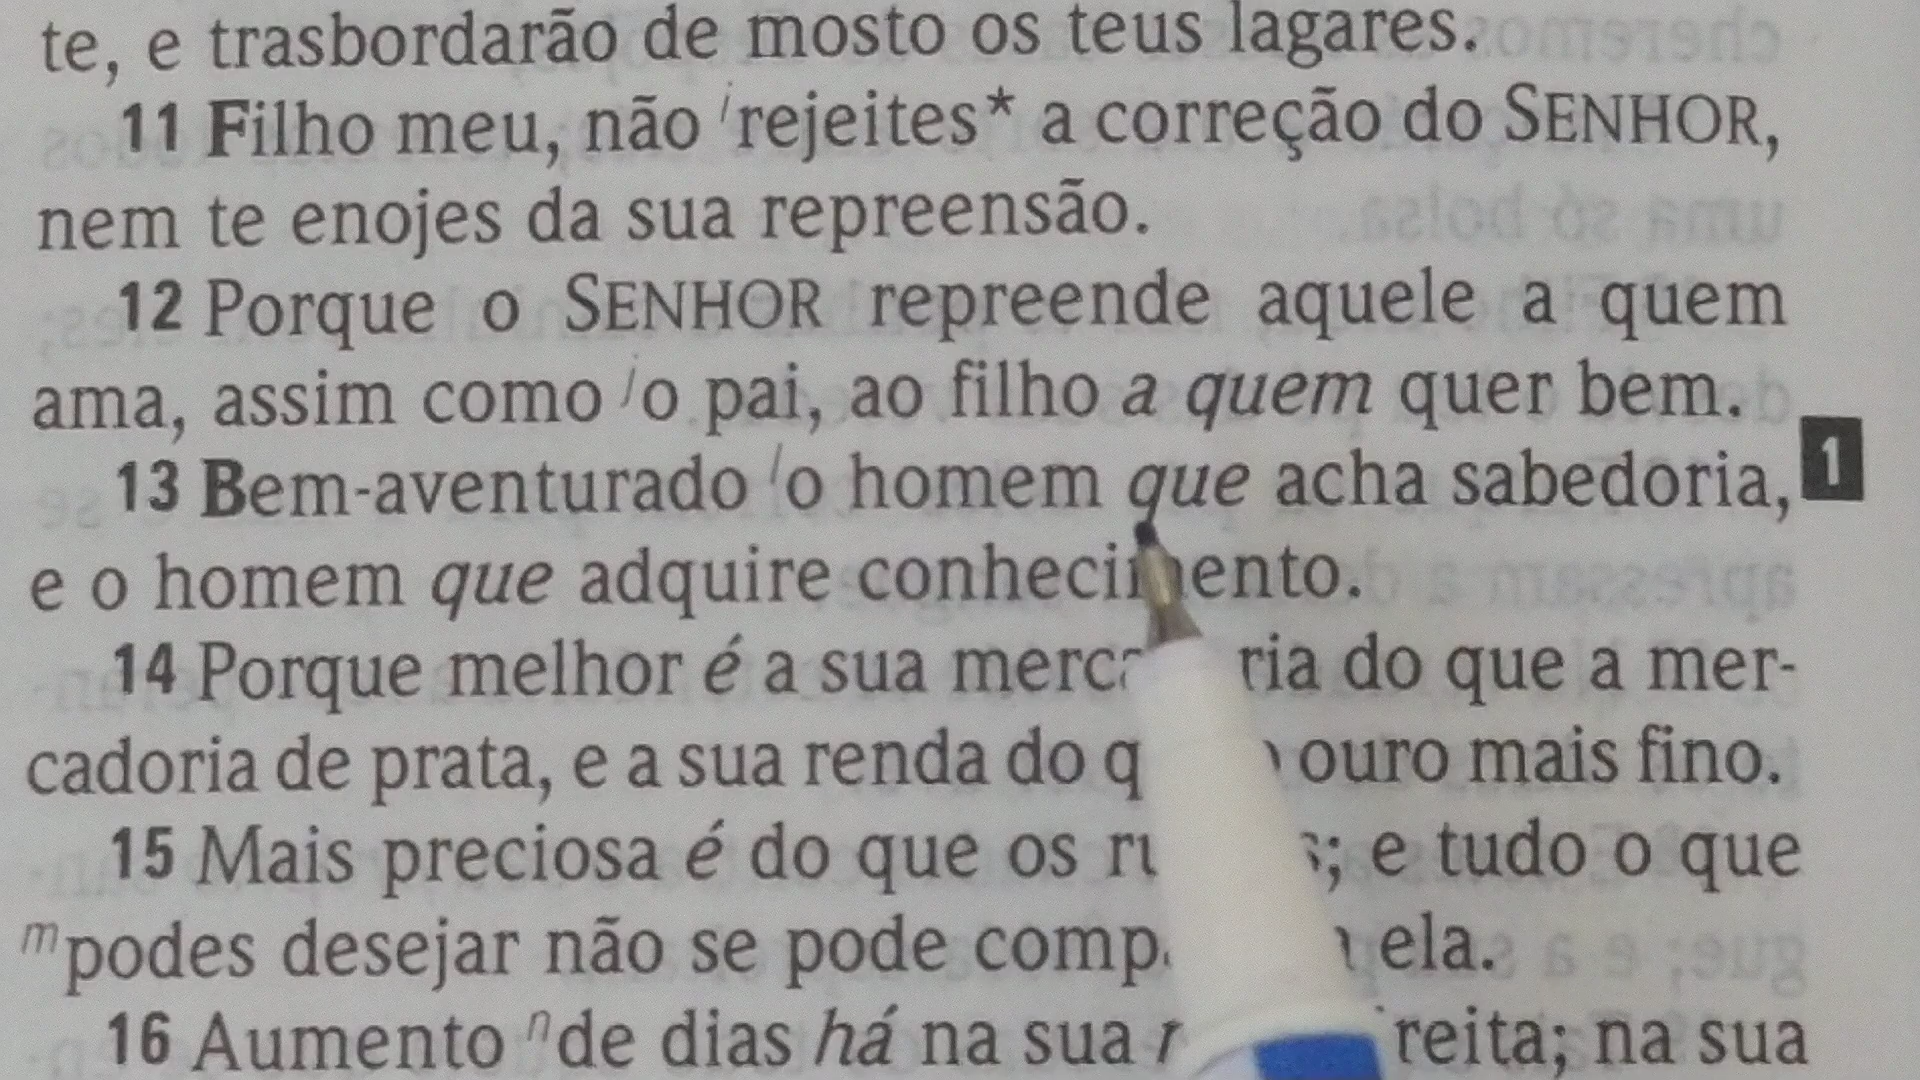 te, e trasbordarão de mosto os teus lagares.
11 Filho meu, não rejeites* a correção do SENHOR,
nem te enojes da sua repreensão.
12 Porque o SENHOR repreende aquele a quem
ama, assim como o pai, ao filho a quem quer bem.
13 Bem-aventurado o homem que acha sabedoria, 1
e o homem que adquire conhecimento.
14 Porque melhor é a sua do que a mer-
cadoria de prata, e a sua renda do ouro mais fino.
15 Mais preciosa é do que os e tudo o que
m podes desejar não se pode ela.
16 Aumento n de dias há na sua na sua